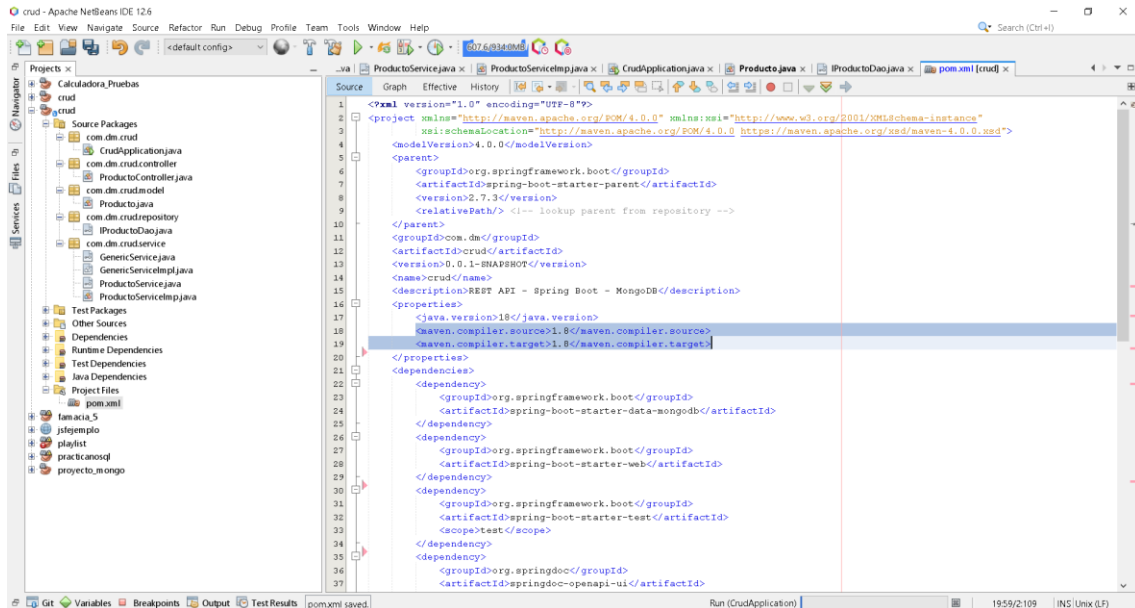 crud - Apache NetBeans IDE 12.6
File Edit View Navigate Source Refactor Run Debug Profile Team Tools Window Help
Search (Ctrl+I)
<default config>
607.6/934.0MB
Projects
...va
ProductoService.java
ProductoServiceImp.java
CrudApplication.java
Producto.java
IProductoDao.java
pom.xml [crud]
Navigator
Files
Services
Calculadora_Pruebas
crud
crud
Source Packages
com.dm.crud
CrudApplication.java
com.dm.crud.controller
ProductoController.java
com.dm.crud.model
Producto.java
com.dm.crud.repository
IProductoDao.java
com.dm.crud.service
GenericService.java
GenericServiceImpl.java
ProductoService.java
ProductoServiceImp.java
Test Packages
Other Sources
Dependencies
Runtime Dependencies
Test Dependencies
Java Dependencies
Project Files
pom.xml
famacia_5
jsfejemplo
playlist
practicanosql
proyecto_mongo
Source Graph Effective History
1 <?xml version="1.0" encoding="UTF-8"?>
2 <project xmlns="http://maven.apache.org/POM/4.0.0" xmlns:xsi="http://www.w3.org/2001/XMLSchema-instance"
3 xsi:schemaLocation="http://maven.apache.org/POM/4.0.0 https://maven.apache.org/xsd/maven-4.0.0.xsd">
4 <modelVersion>4.0.0</modelVersion>
5 <parent>
6 <groupId>org.springframework.boot</groupId>
7 <artifactId>spring-boot-starter-parent</artifactId>
8 <version>2.7.3</version>
9 <relativePath/> <!-- lookup parent from repository -->
10 </parent>
11 <groupId>com.dm</groupId>
12 <artifactId>crud</artifactId>
13 <version>0.0.1-SNAPSHOT</version>
14 <name>crud</name>
15 <description>REST API - Spring Boot - MongoDB</description>
16 <properties>
17 <java.version>18</java.version>
18 <maven.compiler.source>1.8</maven.compiler.source>
19 <maven.compiler.target>1.8</maven.compiler.target>
20 </properties>
21 <dependencies>
22 <dependency>
23 <groupId>org.springframework.boot</groupId>
24 <artifactId>spring-boot-starter-data-mongodb</artifactId>
25 </dependency>
26 <dependency>
27 <groupId>org.springframework.boot</groupId>
28 <artifactId>spring-boot-starter-web</artifactId>
29 </dependency>
30 <dependency>
31 <groupId>org.springframework.boot</groupId>
32 <artifactId>spring-boot-starter-test</artifactId>
33 <scope>test</scope>
34 </dependency>
35 <dependency>
36 <groupId>org.springdoc</groupId>
37 <artifactId>springdoc-openapi-ui</artifactId>
Git Variables Breakpoints Output Test Results pom.xml saved. Run (CrudApplication) 19:59/2:109 INS Unix (LF)